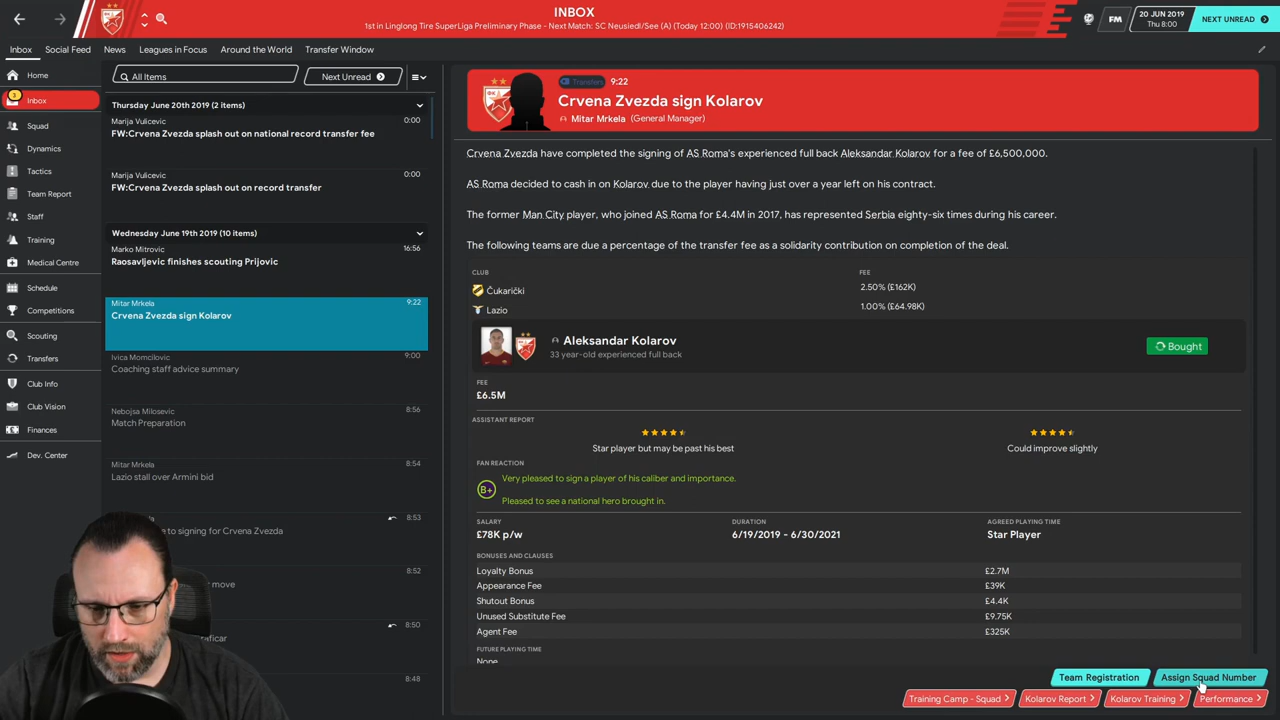 INBOX
1st in Linglong Tire SuperLiga Preliminary Phase - Next Match: SC Neusiedl/See (A) (Today 12:00) (ID:1915406242)
FM
20 JUN 2019
Thu 8:00
NEXT UNREAD
Inbox
Social Feed
News
Leagues in Focus
Around the World
Transfer Window
Home
3
Inbox
Squad
Dynamics
Tactics
Team Report
Staff
Training
Medical Centre
Schedule
Competitions
Scouting
Transfers
Club Info
Club Vision
Finances
Dev. Center
All Items
Next Unread
Thursday June 20th 2019 (2 items)
Marija Vulicevic 0:00
FW:Crvena Zvezda splash out on national record transfer fee
Marija Vulicevic 0:00
FW:Crvena Zvezda splash out on record transfer
Wednesday June 19th 2019 (10 items)
Marko Mitrovic 16:56
Raosavljevic finishes scouting Prijovic
Mitar Mrkela 9:22
Crvena Zvezda sign Kolarov
Ivica Momcilovic 9:00
Coaching staff advice summary
Nebojsa Milosevic 8:56
Match Preparation
Mitar Mrkela 8:54
Lazio stall over Armini bid
8:53
to signing for Crvena Zvezda
8:52
move
8:50
8:48
Transfers 9:22
Crvena Zvezda sign Kolarov
Mitar Mrkela (General Manager)
Crvena Zvezda have completed the signing of AS Roma's experienced full back Aleksandar Kolarov for a fee of £6,500,000.
AS Roma decided to cash in on Kolarov due to the player having just over a year left on his contract.
The former Man City player, who joined AS Roma for £4.4M in 2017, has represented Serbia eighty-six times during his career.
The following teams are due a percentage of the transfer fee as a solidarity contribution on completion of the deal.
CLUB FEE
Čukarički 2.50% (£162K)
Lazio 1.00% (£64.98K)
Aleksandar Kolarov
33 year-old experienced full back
Bought
FEE
£6.5M
ASSISTANT REPORT
Star player but may be past his best
Could improve slightly
FAN REACTION
B+
Very pleased to sign a player of his caliber and importance.
Pleased to see a national hero brought in.
SALARY DURATION AGREED PLAYING TIME
£78K p/w 6/19/2019 - 6/30/2021 Star Player
BONUSES AND CLAUSES
Loyalty Bonus £2.7M
Appearance Fee £39K
Shutout Bonus £4.4K
Unused Substitute Fee £9.75K
Agent Fee £325K
FUTURE PLAYING TIME
None
Team Registration
Assign Squad Number
Training Camp - Squad
Kolarov Report
Kolarov Training
Performance